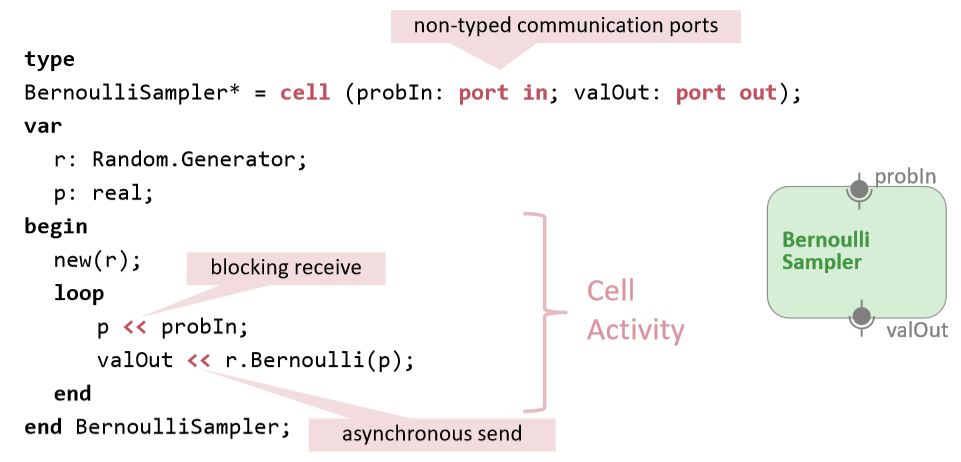 non-typed communication ports
type
BernoulliSampler* = cell (probIn: port in; valOut: port out);
var
r: Random.Generator;
p: real;
begin
new(r);
blocking receive
loop
p << probIn;
valOut << r.Bernoulli(p);
end
end BernoulliSampler;
asynchronous send
Cell
Activity
probIn
Bernoulli
Sampler
valOut